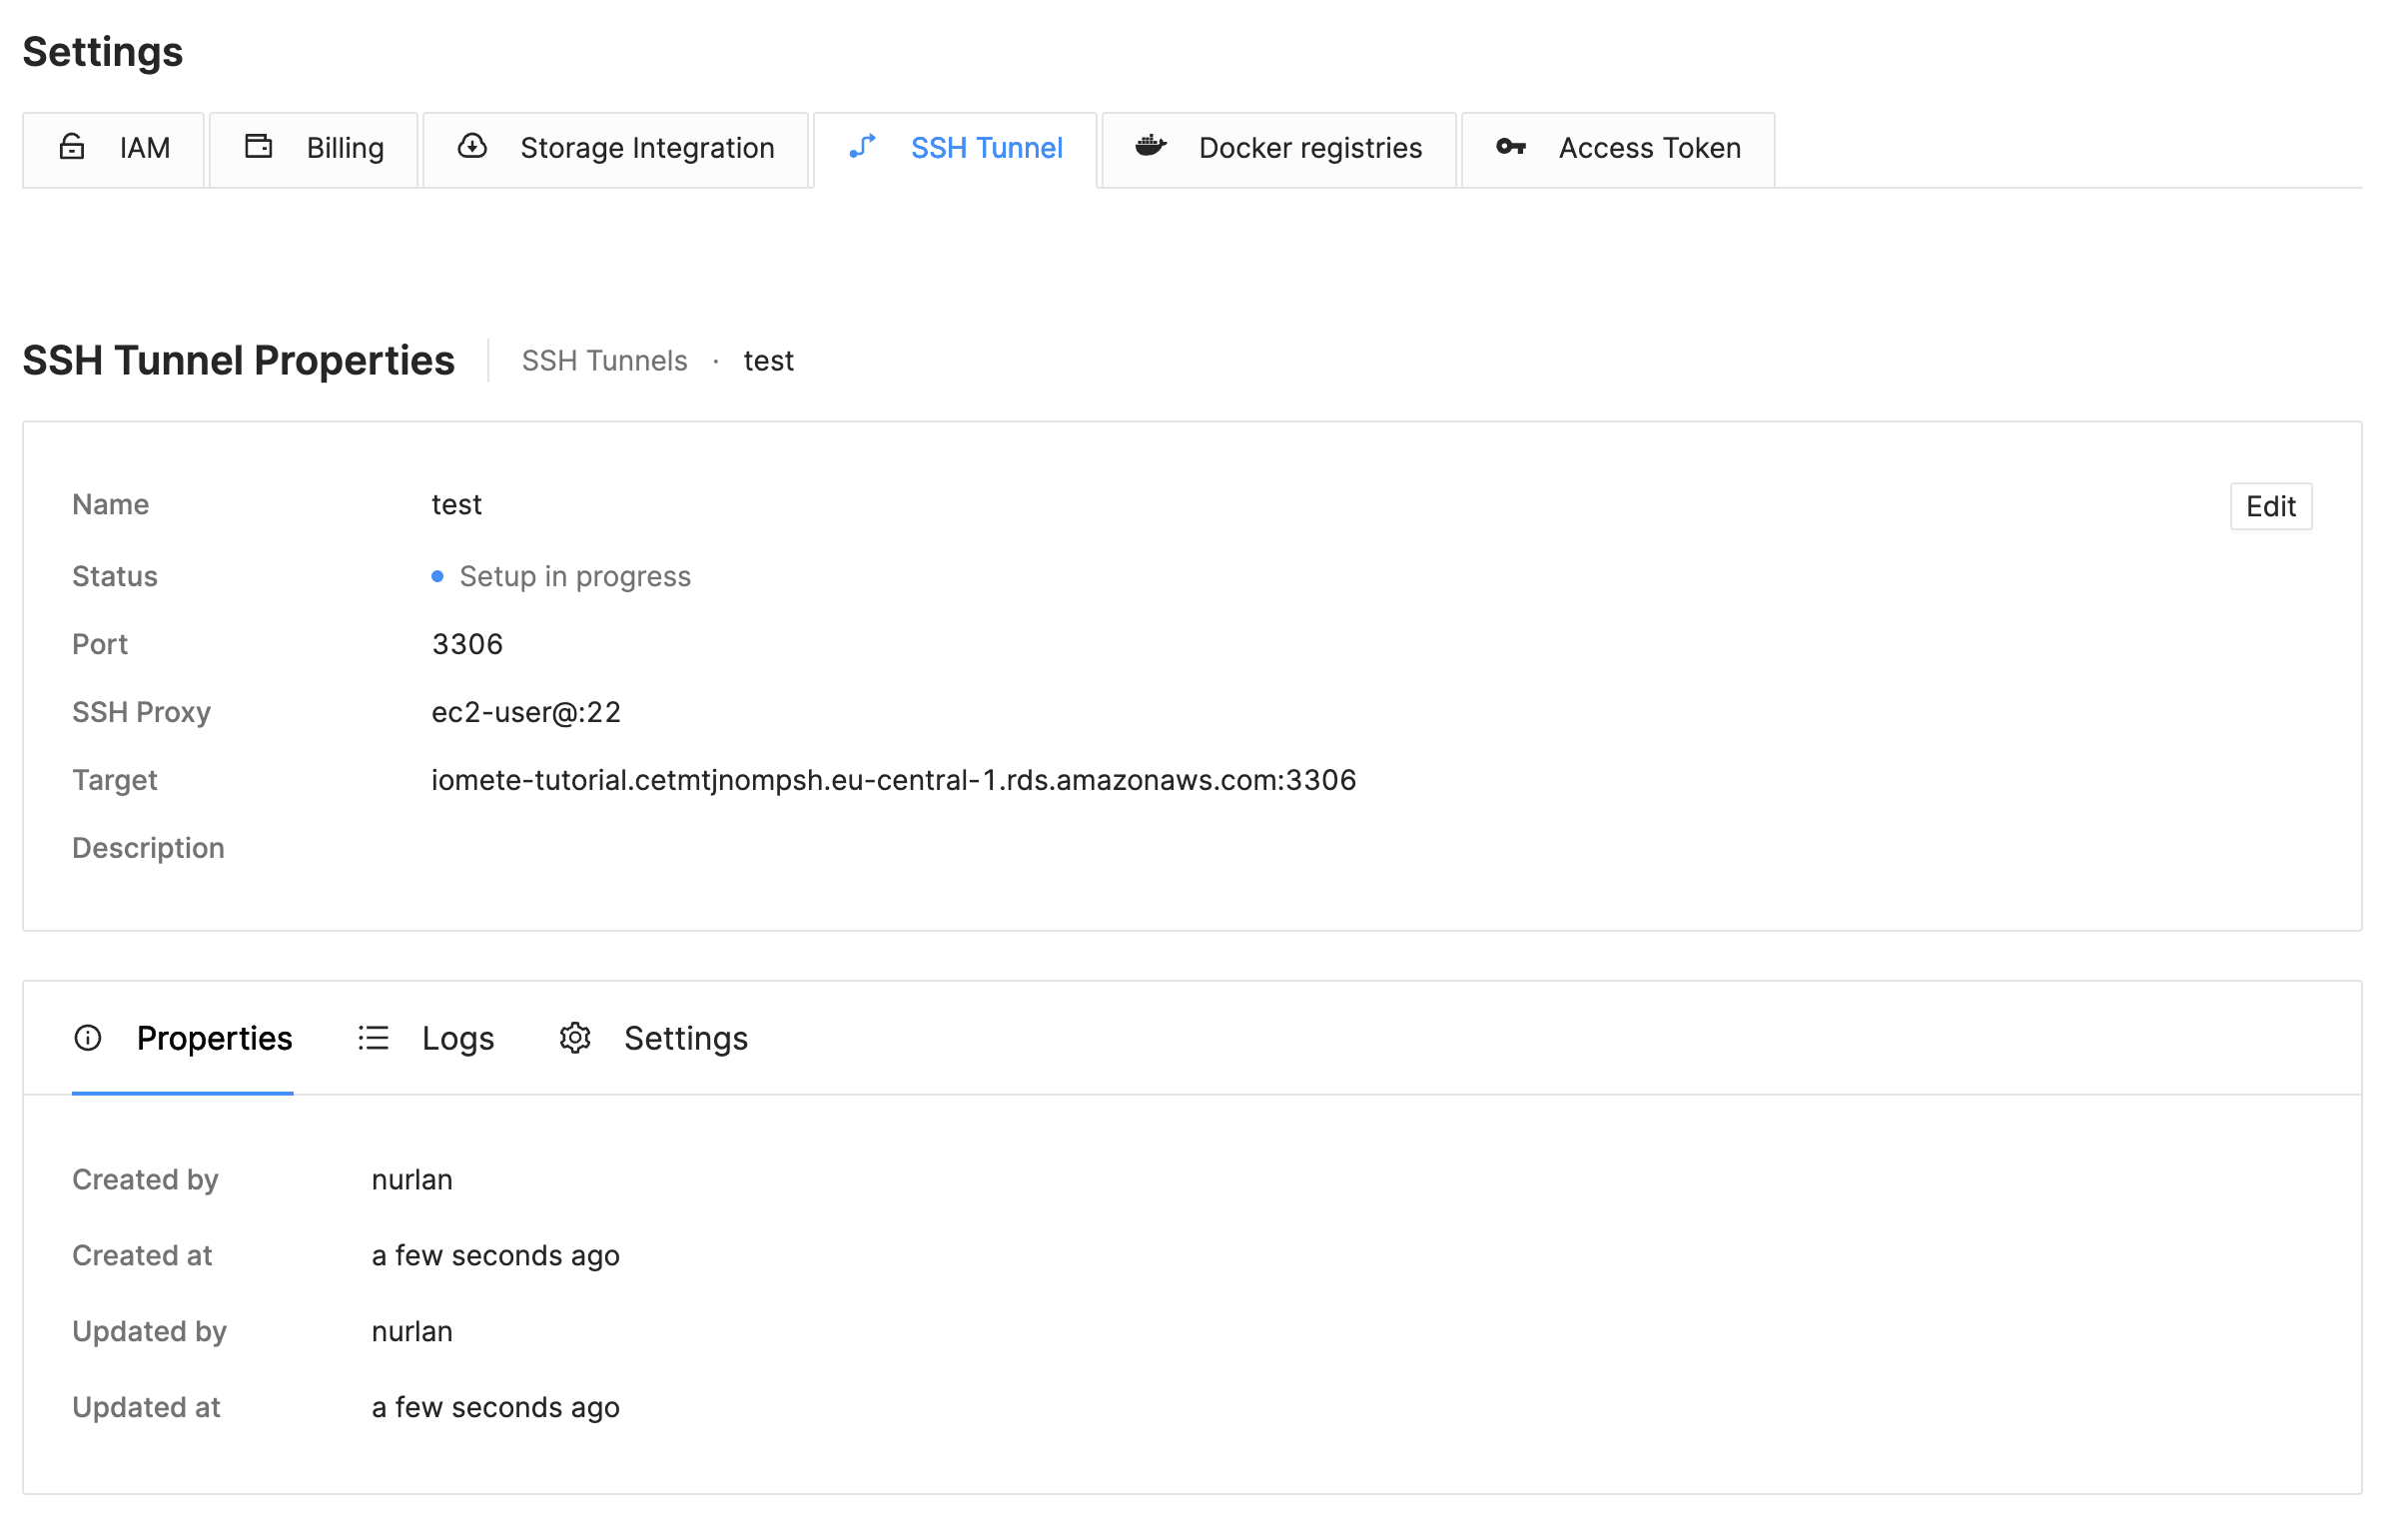 Settings
IAM Billing Storage Integration SSH Tunnel Docker registries Access Token
SSH Tunnel Properties SSH Tunnels · test
Name test Edit
Status Setup in progress
Port 3306
SSH Proxy ec2-user@:22
Target iomete-tutorial.cetmtjnompsh.eu-central-1.rds.amazonaws.com:3306
Description
Properties Logs Settings
Created by nurlan
Created at a few seconds ago
Updated by nurlan
Updated at a few seconds ago